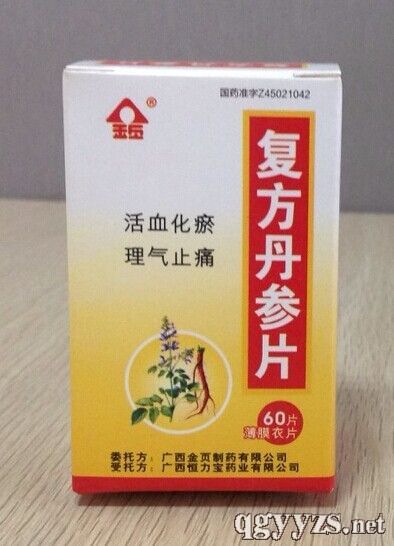 国药准字Z45021042
金页
®
复方丹参片
活血化瘀
理气止痛
60片
薄膜衣片
委托方：广西金页制药有限公司
受托方：广西恒力宝药业有限公司
qgyyzs.net